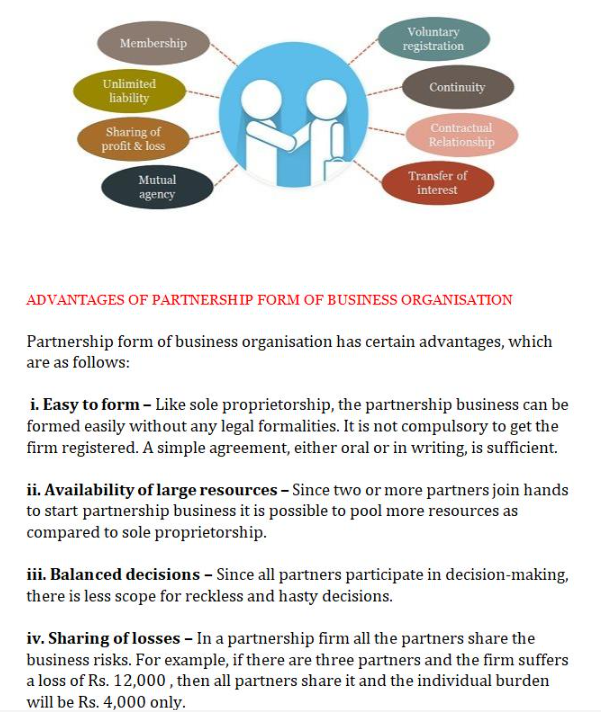 Membership
Unlimited
liability
Sharing of
profit & loss
Mutual
agency
Voluntary
registration
Continuity
Contractual
Relationship
Transfer of
interest
ADVANTAGES OF PARTNERSHIP FORM OF BUSINESS ORGANISATION
Partnership form of business organisation has certain advantages, which
are as follows:
i. Easy to form – Like sole proprietorship, the partnership business can be
formed easily without any legal formalities. It is not compulsory to get the
firm registered. A simple agreement, either oral or in writing, is sufficient.
ii. Availability of large resources – Since two or more partners join hands
to start partnership business it is possible to pool more resources as
compared to sole proprietorship.
iii. Balanced decisions – Since all partners participate in decision-making,
there is less scope for reckless and hasty decisions.
iv. Sharing of losses – In a partnership firm all the partners share the
business risks. For example, if there are three partners and the firm suffers
a loss of Rs. 12,000 , then all partners share it and the individual burden
will be Rs. 4,000 only.